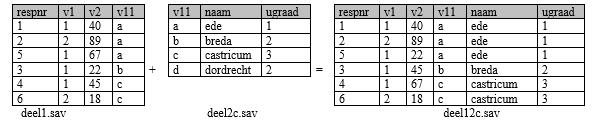 respnr v1 v2 v11
1 1 40 a
2 2 89 a
5 1 67 a
3 1 22 b
4 1 45 c
6 2 18 c
deel1.sav
+
v11 naam ugraad
a ede 1
b breda 2
c castricum 3
d dordrecht 2
deel2c.sav
=
respnr v1 v2 v11 naam ugraad
1 1 40 a ede 1
2 2 89 a ede 1
5 1 22 a ede 1
3 1 45 b breda 2
4 1 67 c castricum 3
6 2 18 c castricum 3
deel12c.sav